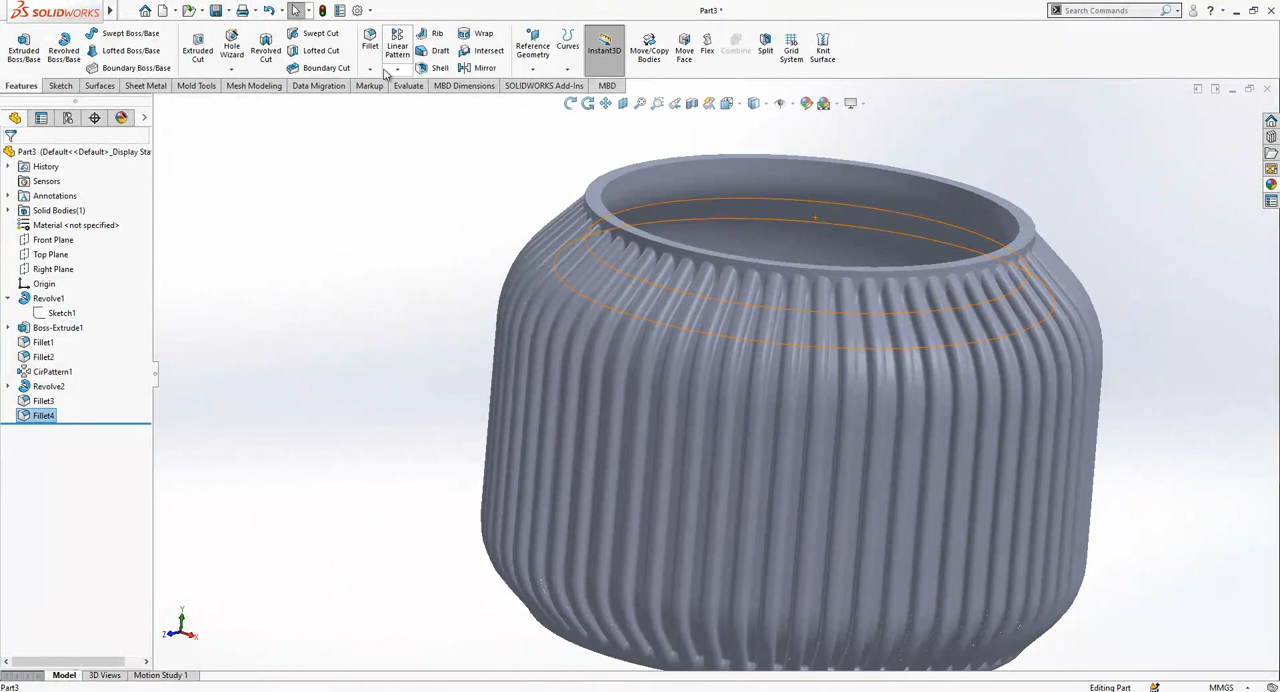 SOLIDWORKS
Part3 *
Search Commands
?
Extruded Boss/Base
Revolved Boss/Base
Swept Boss/Base
Lofted Boss/Base
Boundary Boss/Base
Extruded Cut
Hole Wizard
Revolved Cut
Swept Cut
Lofted Cut
Boundary Cut
Fillet
Linear Pattern
Rib
Draft
Shell
Wrap
Intersect
Mirror
Reference Geometry
Curves
Instant3D
Move/Copy Bodies
Move Face
Flex
Combine
Split
Grid System
Knit Surface
Features Sketch Surfaces Sheet Metal Mold Tools Mesh Modeling Data Migration Markup Evaluate MBD Dimensions SOLIDWORKS Add-Ins MBD
Part3 (Default<<Default>_Display Sta
History
Sensors
Annotations
Solid Bodies(1)
Material <not specified>
Front Plane
Top Plane
Right Plane
Origin
Revolve1
Sketch1
Boss-Extrude1
Fillet1
Fillet2
CirPattern1
Revolve2
Fillet3
Fillet4
Y
Z X
Model 3D Views Motion Study 1
Part3 Editing Part MMGS